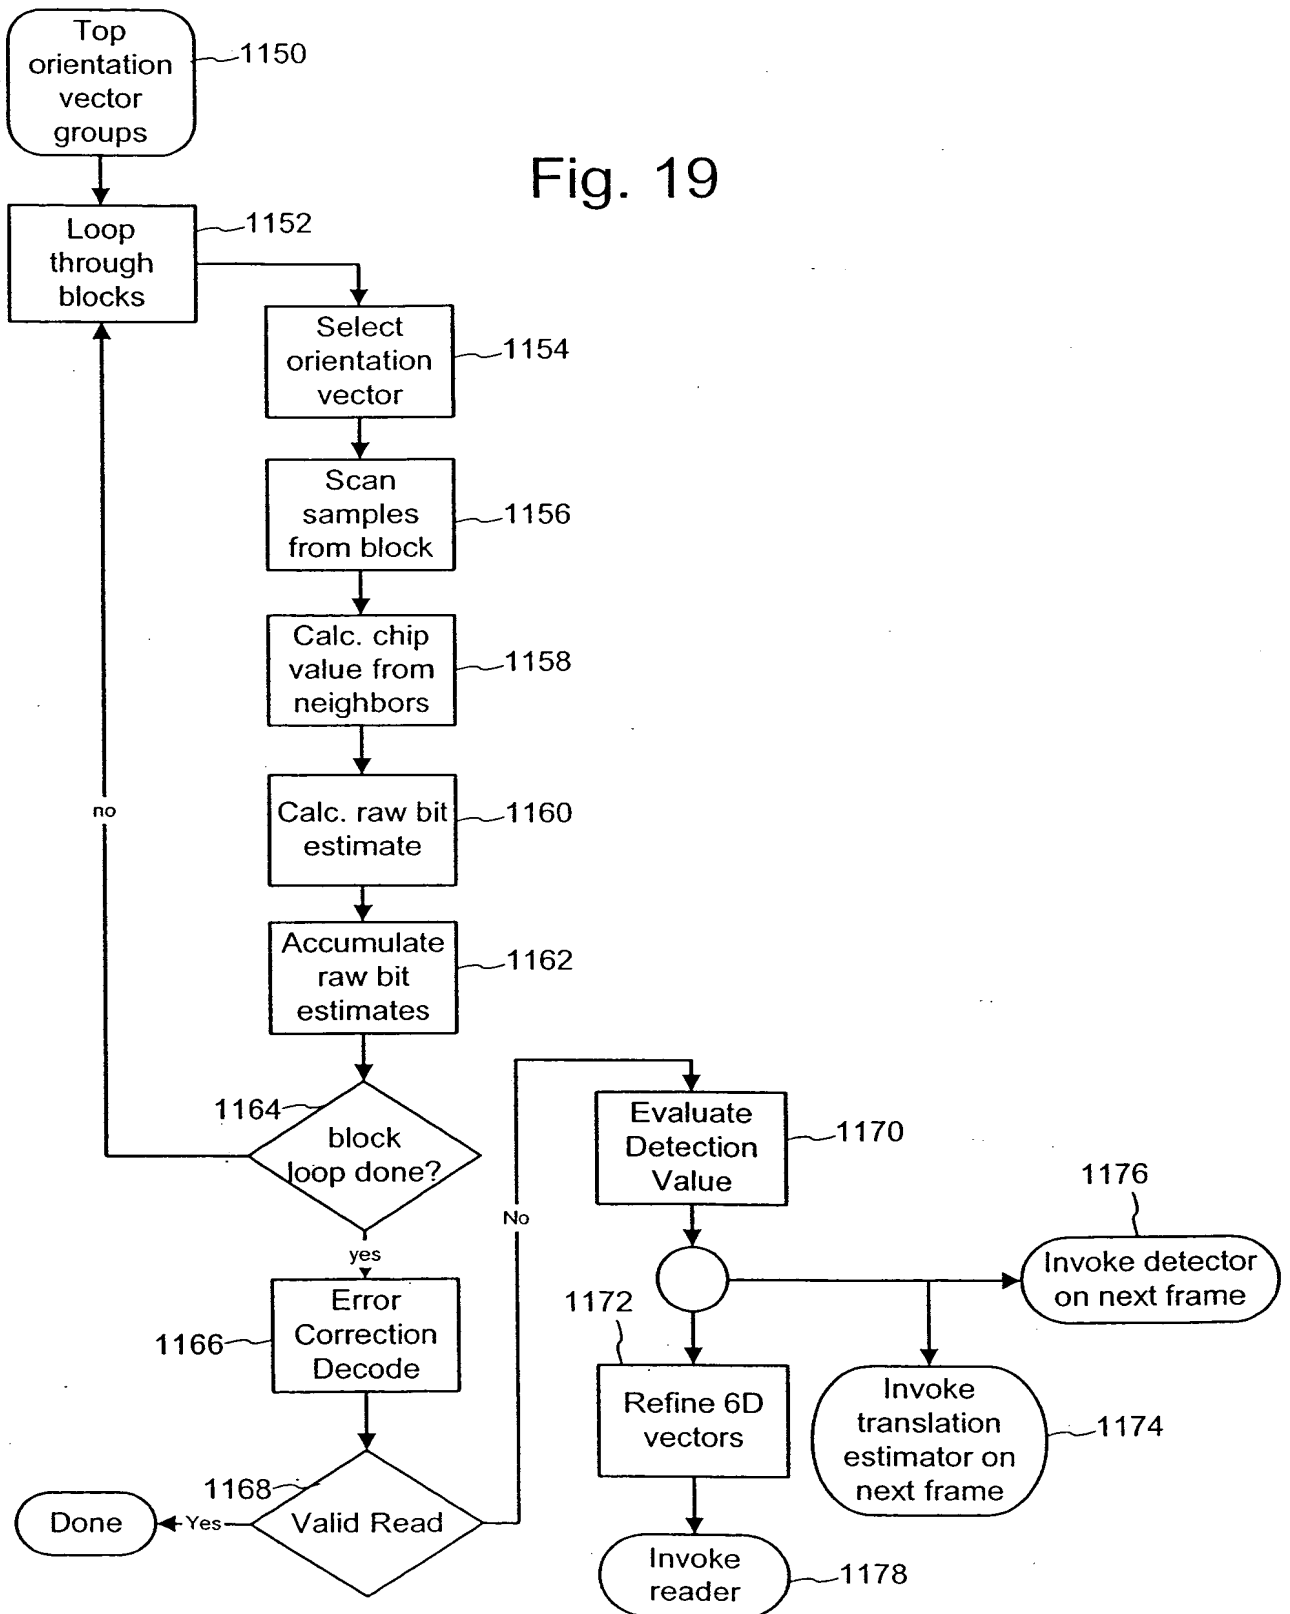 Top
orientation
vector
groups
1150
Fig. 19
Loop
through
blocks
1152
Select
orientation
vector
1154
Scan
samples
from block
1156
Calc. chip
value from
neighbors
1158
no
Calc. raw bit
estimate
1160
Accumulate
raw bit
estimates
1162
1164
block
loop done?
yes
Error
Correction
Decode
1166
1168
Valid Read
Yes
Done
No
Evaluate
Detection
Value
1170
1176
Invoke detector
on next frame
1172
Refine 6D
vectors
Invoke
translation
estimator on
next frame
1174
Invoke
reader
1178